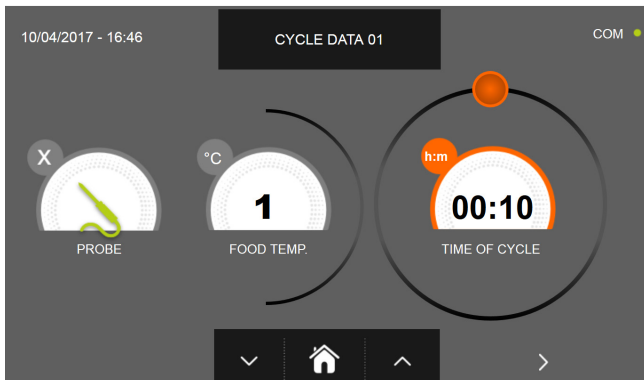 10/04/2017 - 16:46
CYCLE DATA 01
COM
X
°C
h:m
1
00:10
PROBE
FOOD TEMP.
TIME OF CYCLE